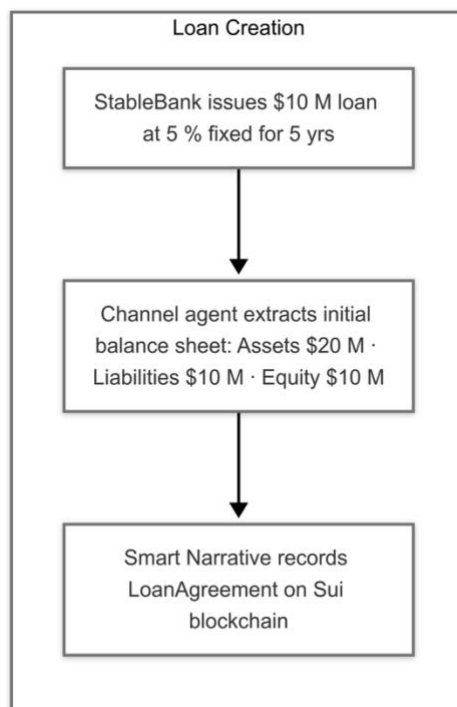 Loan Creation
StableBank issues $10 M loan
at 5 % fixed for 5 yrs
Channel agent extracts initial
balance sheet: Assets $20 M ·
Liabilities $10 M · Equity $10 M
Smart Narrative records
LoanAgreement on Sui
blockchain